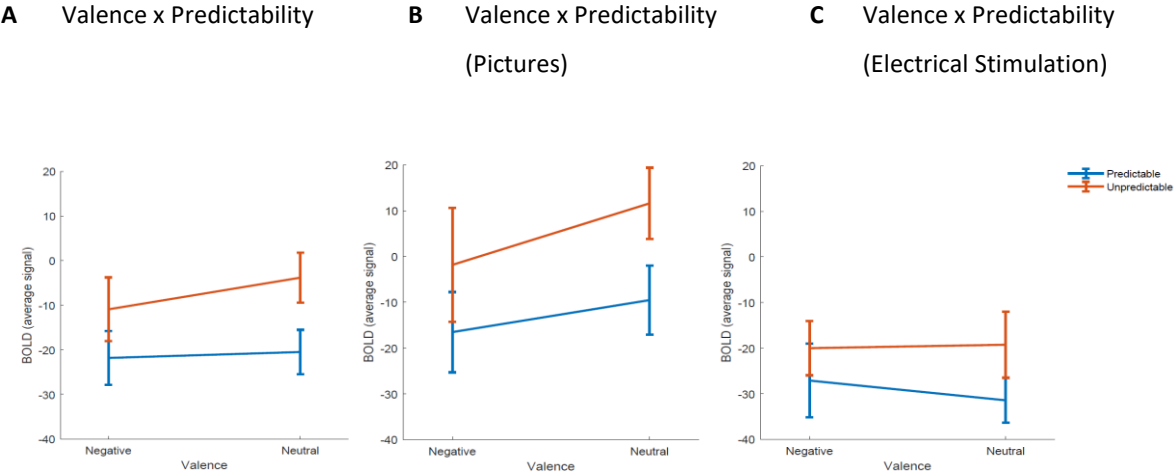 A Valence x Predictability
B Valence x Predictability
(Pictures)
C Valence x Predictability
(Electrical Stimulation)
20
10
0
-10
-20
-30
-40
BOLD (average signal)
Negative
Neutral
Valence
20
10
0
-10
-20
-30
-40
BOLD (average signal)
Negative
Neutral
Valence
20
10
0
-10
-20
-30
-40
BOLD (average signal)
Negative
Neutral
Valence
Predictable
Unpredictable